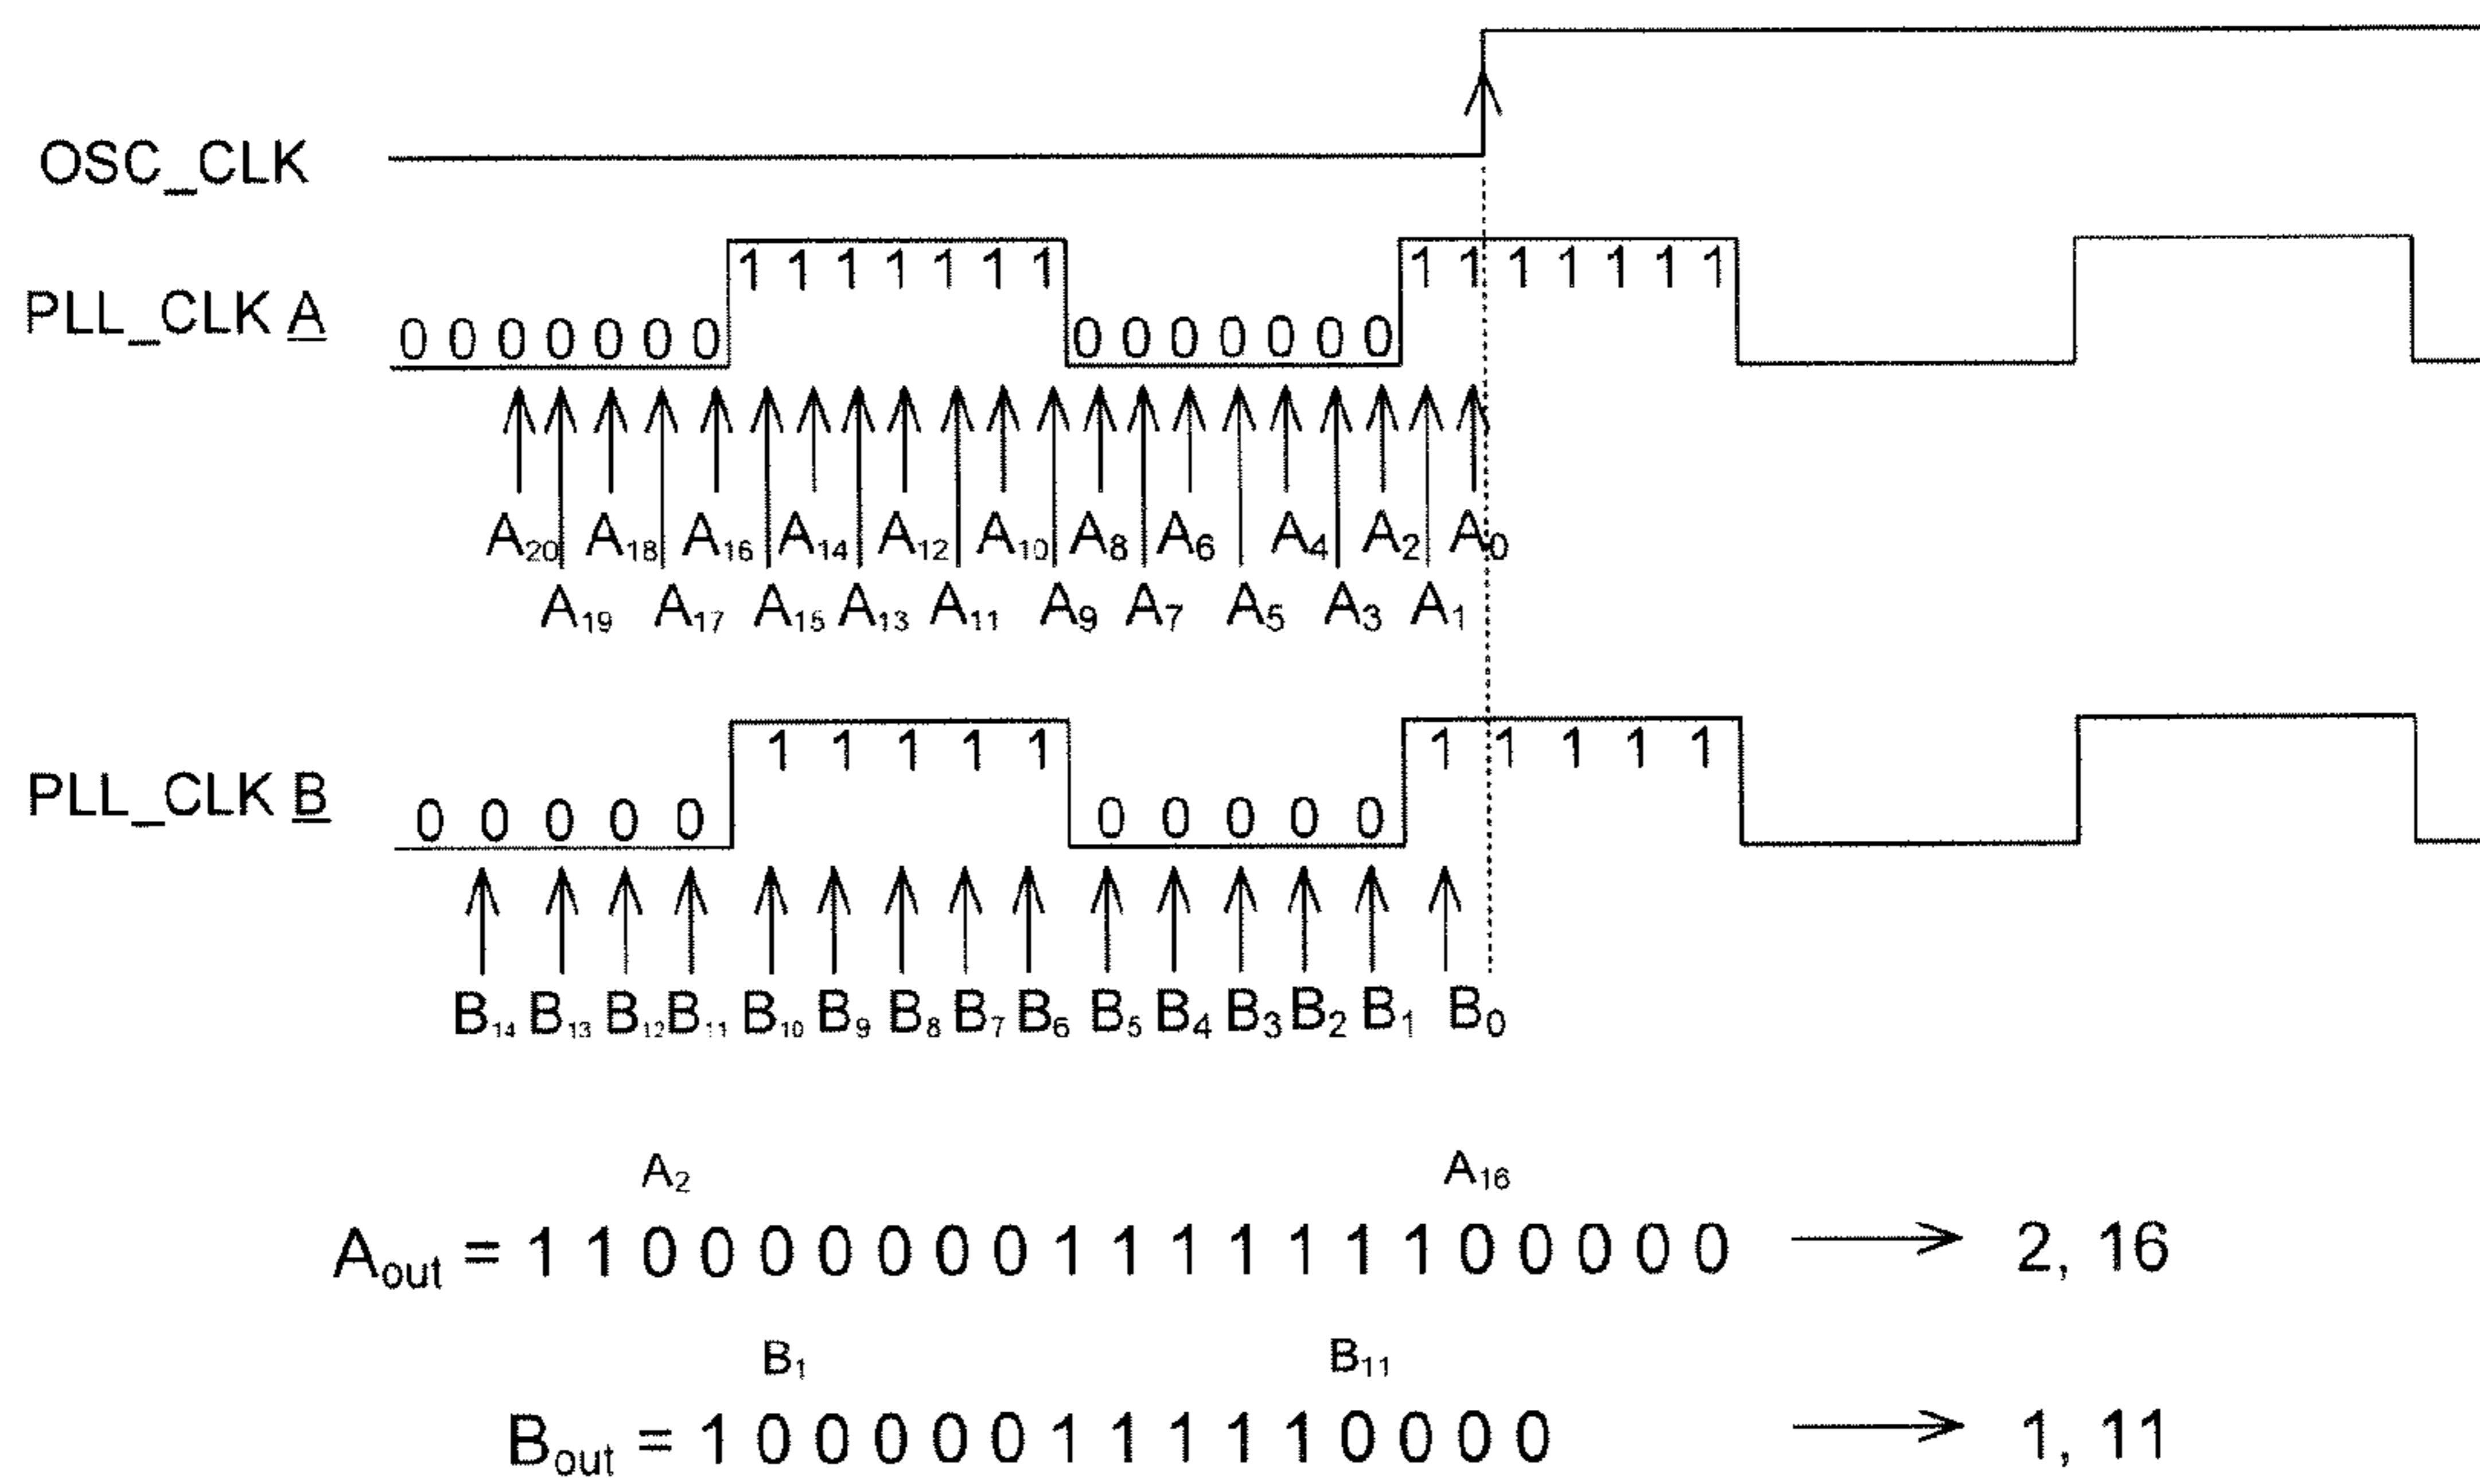 OSC_CLK
1 1 1 1 1 1 1 1 1 1 1 1 1 1
PLL_CLK A
0 0 0 0 0 0 0 0 0 0 0 0 0 0
A20 A18 A16 A14 A12 A10 A8 A6 A4 A2 A0
A19 A17 A15 A13 A11 A9 A7 A5 A3 A1
1 1 1 1 1 1 1 1 1 1
PLL_CLK B
0 0 0 0 0 0 0 0 0 0
B14 B13 B12 B11 B10 B9 B8 B7 B6 B5 B4 B3 B2 B1 B0
A2 A16
Aout = 1 1 0 0 0 0 0 0 0 1 1 1 1 1 1 1 0 0 0 0 0 → 2, 16
B1 B11
Bout = 1 0 0 0 0 0 1 1 1 1 1 0 0 0 0 → 1, 11